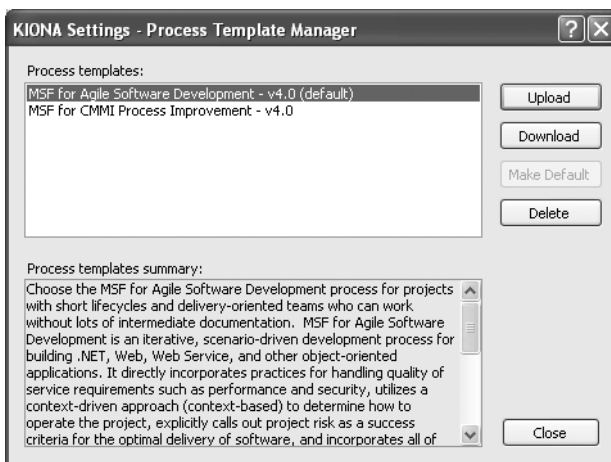 KIONA Settings - Process Template Manager
Process templates:
MSF for Agile Software Development - v4.0 (default)
MSF for CMMI Process Improvement - v4.0
Upload
Download
Make Default
Delete
Process templates summary:
Choose the MSF for Agile Software Development process for projects
with short lifecycles and delivery-oriented teams who can work
without lots of intermediate documentation. MSF for Agile Software
Development is an iterative, scenario-driven development process for
building .NET, Web, Web Service, and other object-oriented
applications. It directly incorporates practices for handling quality of
service requirements such as performance and security, utilizes a
context-driven approach (context-based) to determine how to
operate the project, explicitly calls out project risk as a success
criteria for the optimal delivery of software, and incorporates all of
Close